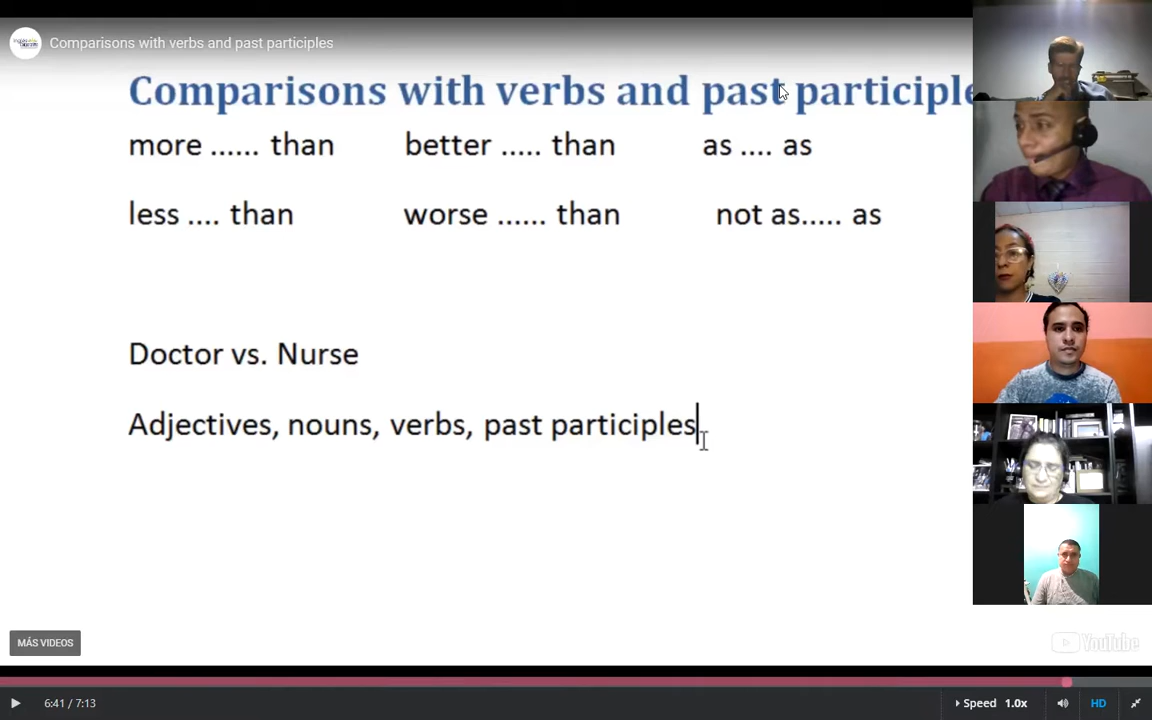 Comparisons with verbs and past participles
Comparisons with verbs and past participle
more ...... than better ..... than as .... as
less .... than worse ...... than not as..... as
Doctor vs. Nurse
Adjectives, nouns, verbs, past participles
MÁS VIDEOS
YouTube
6:41 / 7:13 Speed 1.0x HD